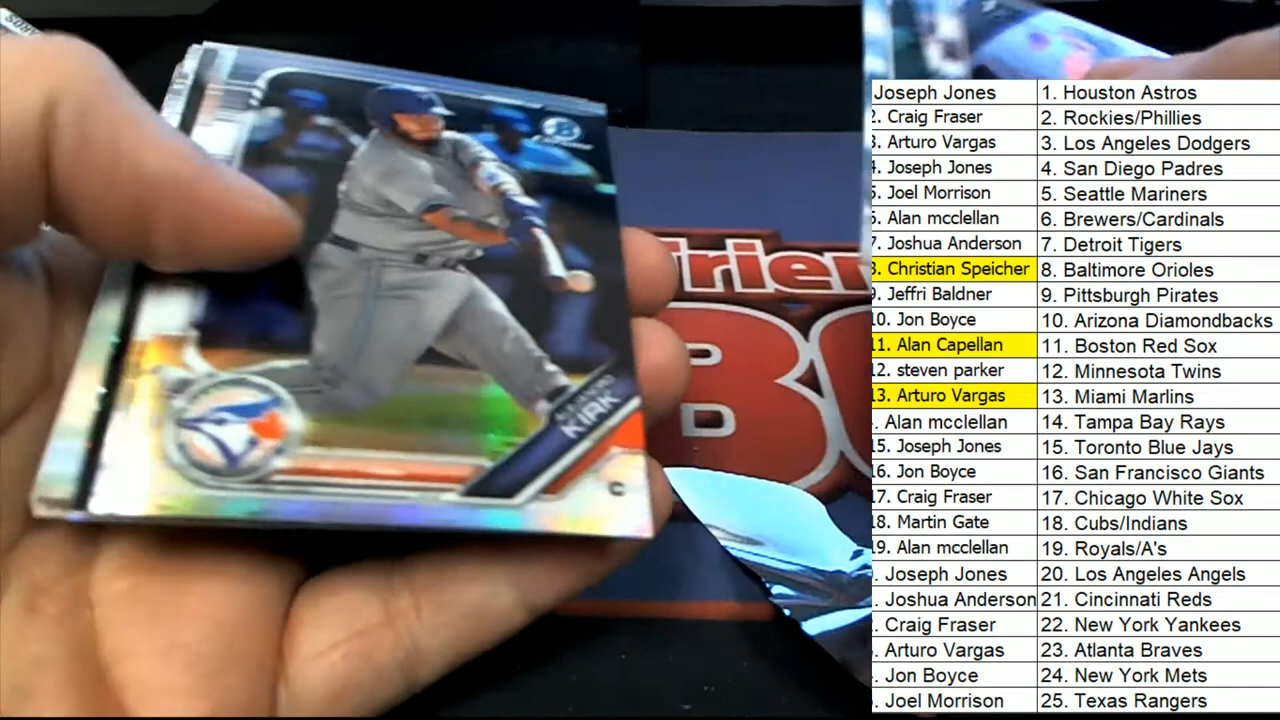 Joseph Jones 1. Houston Astros
2. Craig Fraser 2. Rockies/Phillies
3. Arturo Vargas 3. Los Angeles Dodgers
4. Joseph Jones 4. San Diego Padres
5. Joel Morrison 5. Seattle Mariners
6. Alan mcclellan 6. Brewers/Cardinals
7. Joshua Anderson 7. Detroit Tigers
8. Christian Speicher 8. Baltimore Orioles
9. Jeffri Baldner 9. Pittsburgh Pirates
10. Jon Boyce 10. Arizona Diamondbacks
11. Alan Capellan 11. Boston Red Sox
12. steven parker 12. Minnesota Twins
13. Arturo Vargas 13. Miami Marlins
. Alan mcclellan 14. Tampa Bay Rays
15. Joseph Jones 15. Toronto Blue Jays
16. Jon Boyce 16. San Francisco Giants
17. Craig Fraser 17. Chicago White Sox
18. Martin Gate 18. Cubs/Indians
19. Alan mcclellan 19. Royals/A's
. Joseph Jones 20. Los Angeles Angels
. Joshua Anderson 21. Cincinnati Reds
. Craig Fraser 22. New York Yankees
. Arturo Vargas 23. Atlanta Braves
. Jon Boyce 24. New York Mets
. Joel Morrison 25. Texas Rangers
KIRK
C